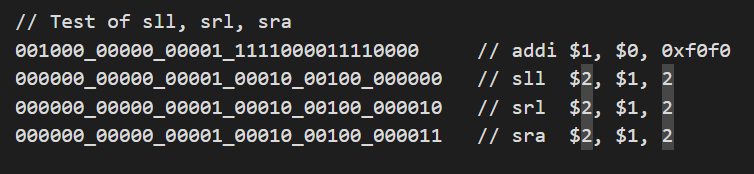 // Test of sll, srl, sra
001000_00000_00001_1111000011110000 // addi $1, $0, 0xf0f0
000000_00000_00001_00010_00100_000000 // sll $2, $1, 2
000000_00000_00001_00010_00100_000010 // srl $2, $1, 2
000000_00000_00001_00010_00100_000011 // sra $2, $1, 2